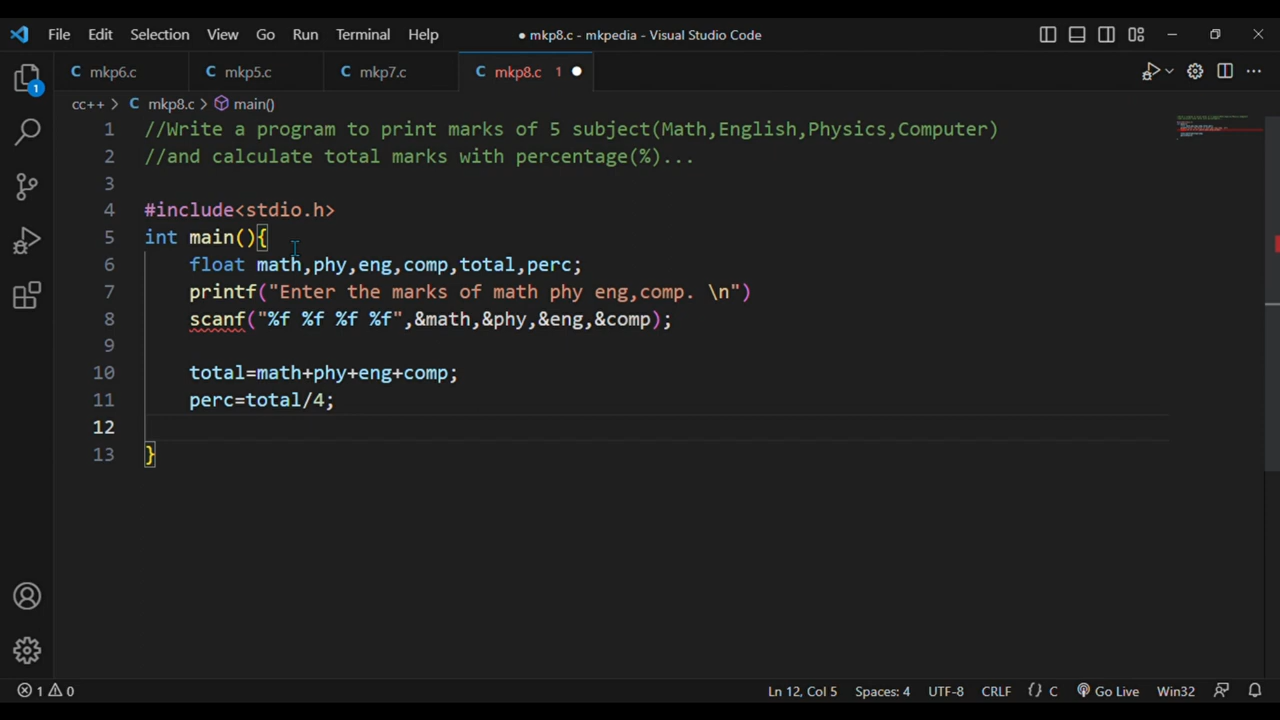 File Edit Selection View Go Run Terminal Help ● mkp8.c - mkpedia - Visual Studio Code
C mkp6.c C mkp5.c C mkp7.c C mkp8.c 1 ●
1
cc++ > C mkp8.c > main()
1 //Write a program to print marks of 5 subject(Math,English,Physics,Computer)
2 //and calculate total marks with percentage(%)...
3
4 #include<stdio.h>
5 int main(){
6 float math,phy,eng,comp,total,perc;
7 printf("Enter the marks of math phy eng,comp. \n")
8 scanf("%f %f %f %f",&math,&phy,&eng,&comp);
9
10 total=math+phy+eng+comp;
11 perc=total/4;
12
13 }
1 0 Ln 12, Col 5 Spaces: 4 UTF-8 CRLF {} C Go Live Win32